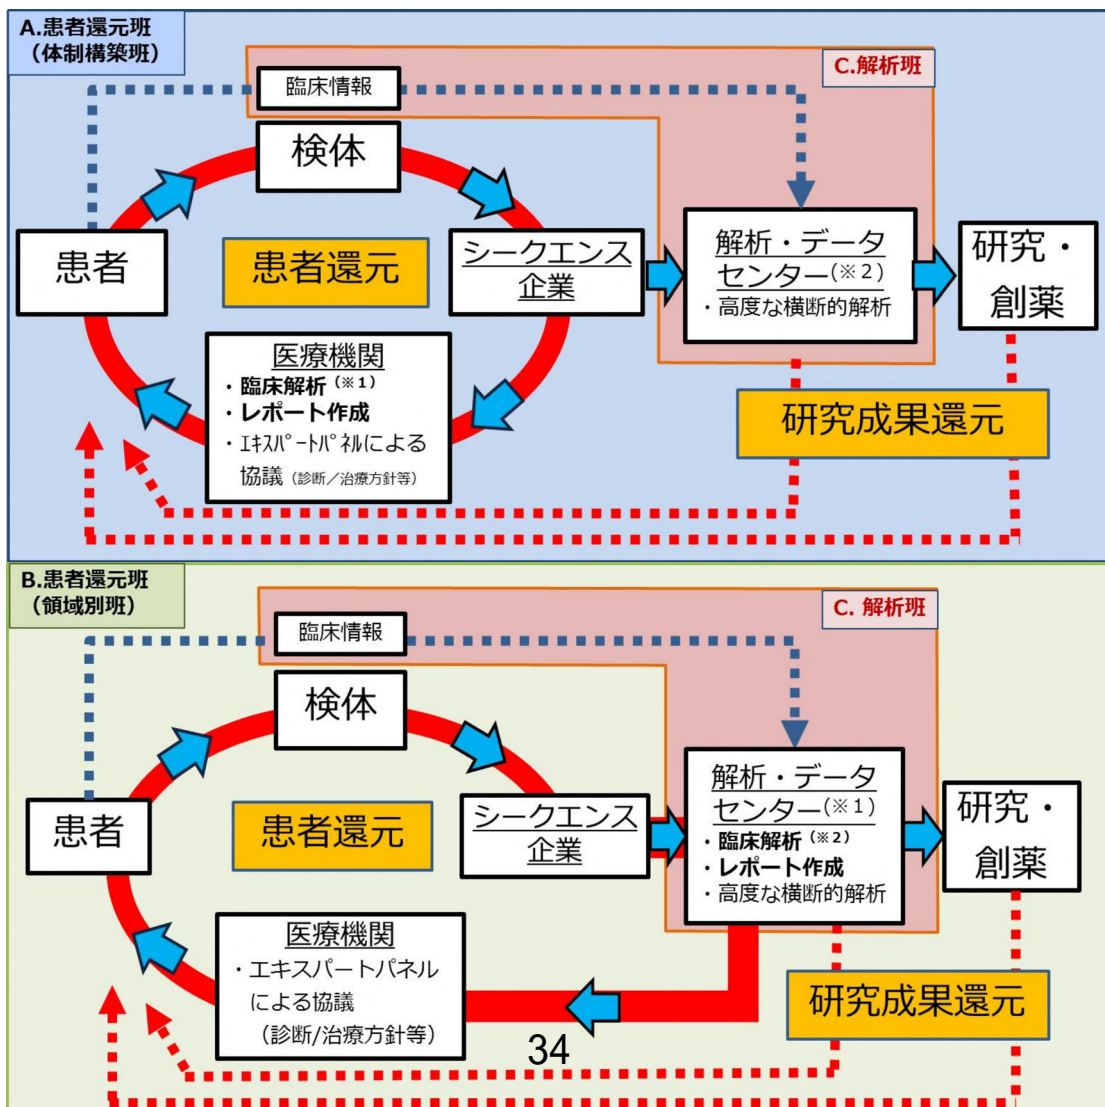 A.患者還元班
（体制構築班）
C.解析班
臨床情報
検体
患者
患者還元
シークエンス
企業
解析・データ
センター(※２)
・高度な横断的解析
研究・
創薬
医療機関
・臨床解析（※1）
・レポート作成
・ｴｷｽﾊﾟｰﾄﾊﾟﾈﾙによる
協議（診断／治療方針等）
研究成果還元
B.患者還元班
（領域別班）
C. 解析班
臨床情報
検体
患者
患者還元
シークエンス
企業
解析・データ
センター(※１)
・臨床解析（※2）
・レポート作成
・高度な横断的解析
研究・
創薬
医療機関
・エキスパートパネル
による協議
（診断/治療方針等）
研究成果還元
34